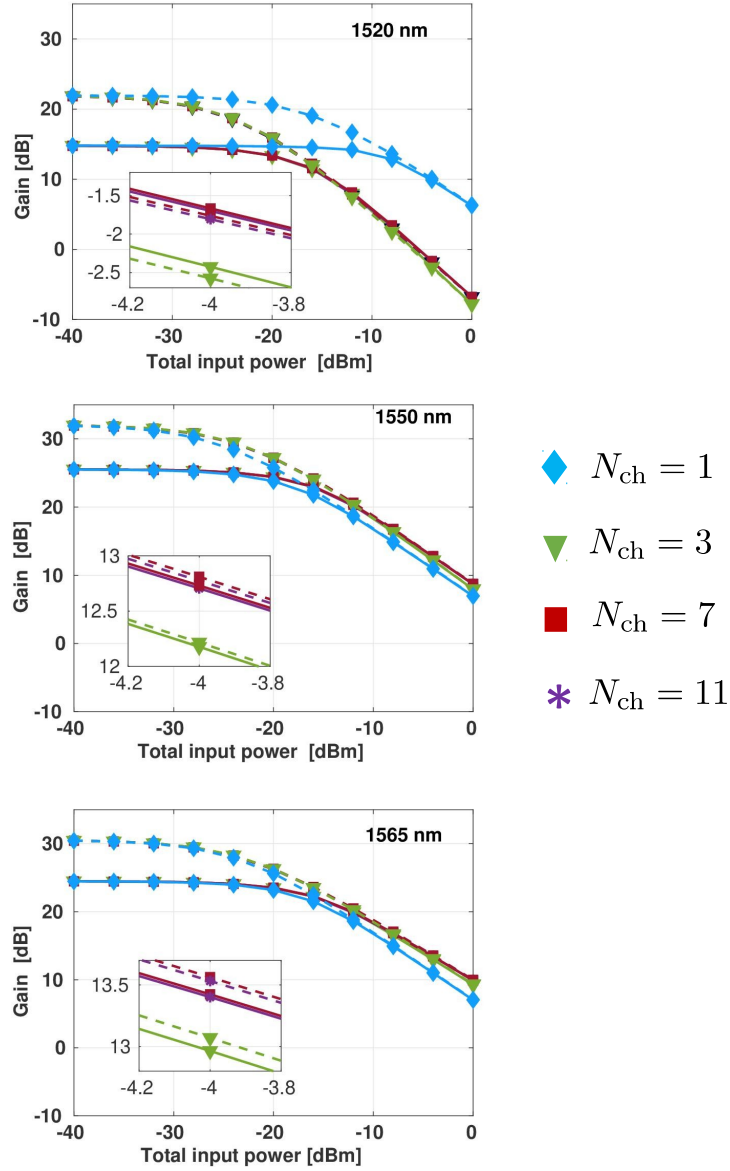 1520 nm
30
20
10
0
-10
Gain [dB]
-1.5
-2
-2.5
-4.2 -4 -3.8
-40 -30 -20 -10 0
Total input power [dBm]
1550 nm
30
20
10
0
-10
Gain [dB]
13
12.5
12
-4.2 -4 -3.8
-40 -30 -20 -10 0
Total input power [dBm]
N_ch = 1
N_ch = 3
N_ch = 7
N_ch = 11
1565 nm
30
20
10
0
-10
Gain [dB]
13.5
13
-4.2 -4 -3.8
-40 -30 -20 -10 0
Total input power [dBm]